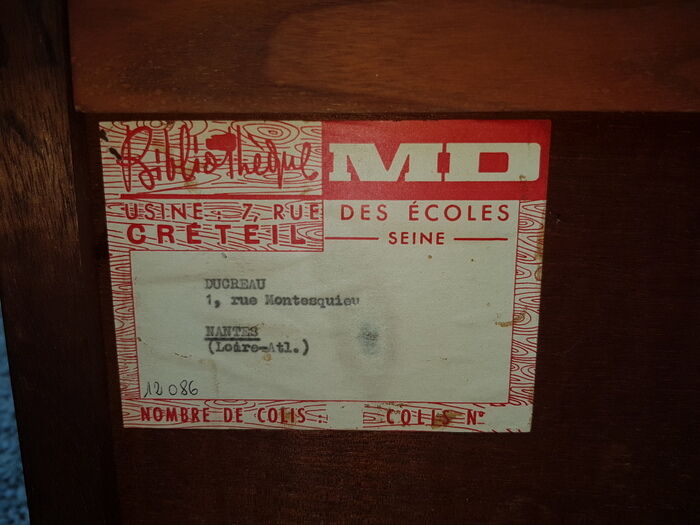 Bibliothèque MD
USINE : 7, RUE DES ÉCOLES
CRÉTEIL — SEINE —
DUCREAU
1, rue Montesquieu
NANTES
(Loire-Atl.)
12 086
NOMBRE DE COLIS : COLIS N°